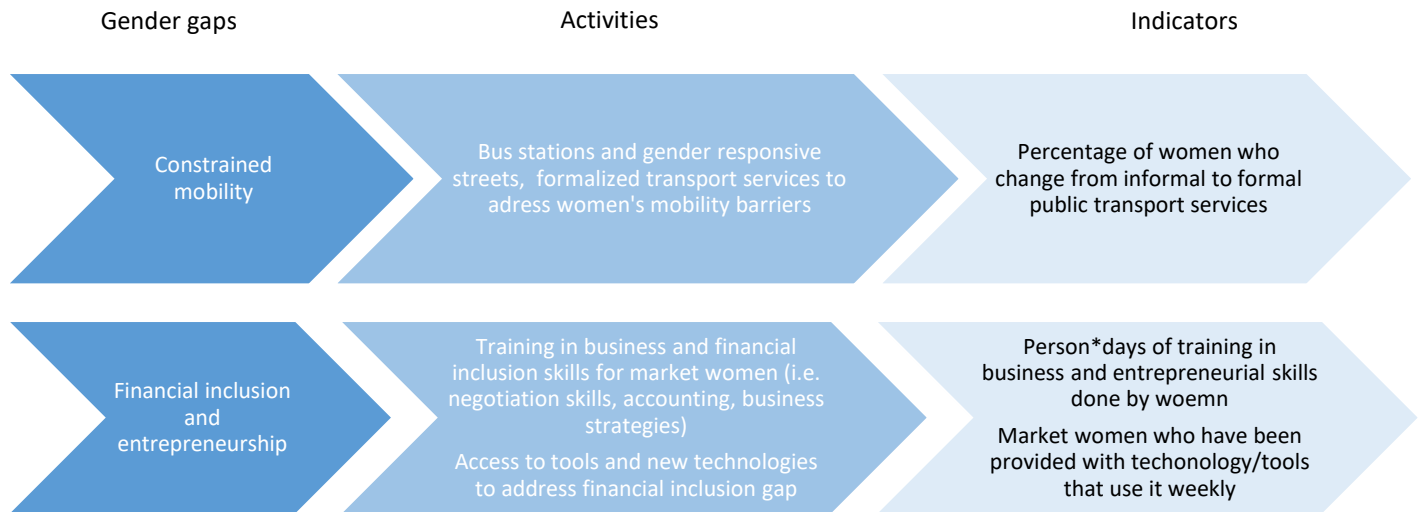 Gender gaps
Activities
Indicators
Constrained
mobility
Bus stations and gender responsive
streets, formalized transport services to
adress women's mobility barriers
Percentage of women who
change from informal to formal
public transport services
Financial inclusion
and
entrepreneurship
Training in business and financial
inclusion skills for market women (i.e.
negotiation skills, accounting, business
strategies)
Access to tools and new technologies
to address financial inclusion gap
Person*days of training in
business and entrepreneurial skills
done by woemn
Market women who have been
provided with techonology/tools
that use it weekly